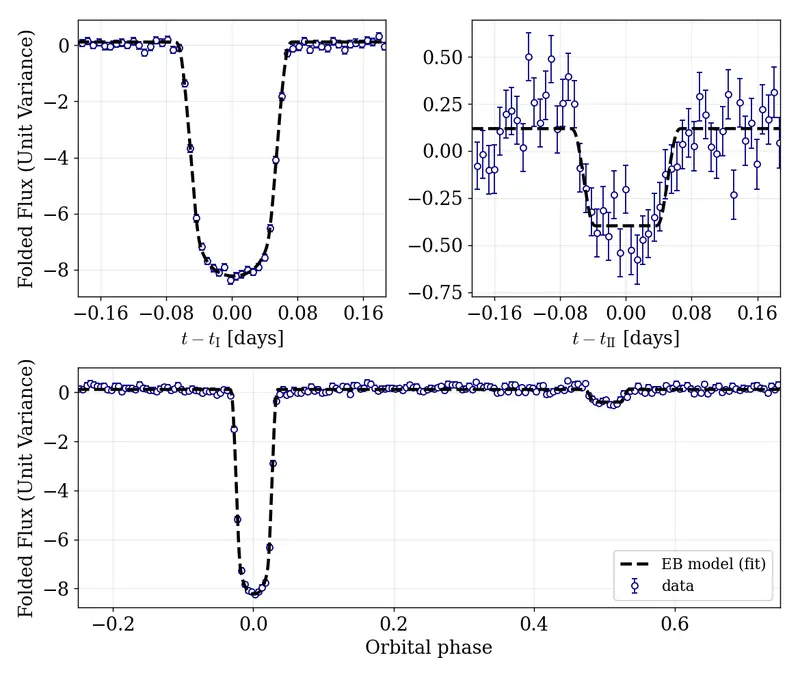 Folded Flux (Unit Variance)
0
−2
−4
−6
−8
−0.16 −0.08 0.00 0.08 0.16
t − t_I [days]
0.50
0.25
0.00
−0.25
−0.50
−0.75
−0.16 −0.08 0.00 0.08 0.16
t − t_II [days]
Folded Flux (Unit Variance)
0
−2
−4
−6
−8
EB model (fit)
data
−0.2 0.0 0.2 0.4 0.6
Orbital phase